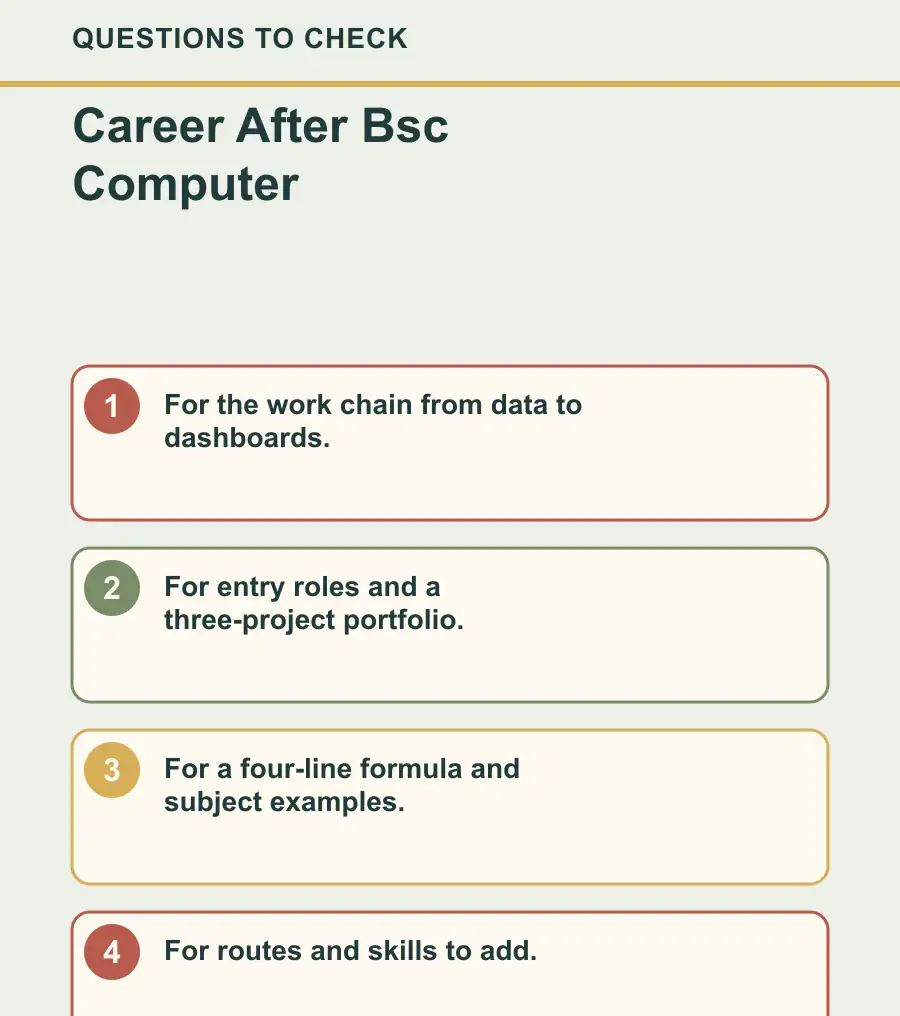 QUESTIONS TO CHECK
Career After Bsc
Computer
1
For the work chain from data to
dashboards.
2
For entry roles and a
three-project portfolio.
3
For a four-line formula and
subject examples.
4
For routes and skills to add.